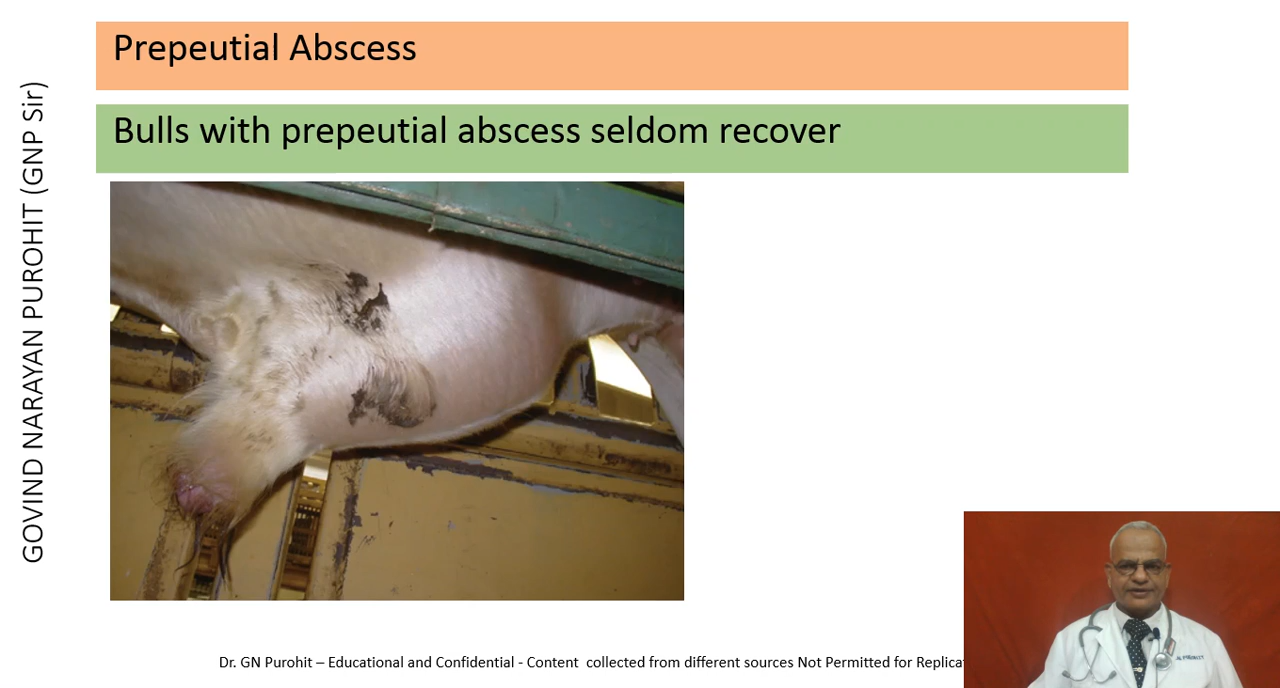 Prepeutial Abscess
Bulls with prepeutial abscess seldom recover
GOVIND NARAYAN PUROHIT (GNP Sir)
Dr. GN Purohit – Educational and Confidential - Content collected from different sources Not Permitted for Replicat